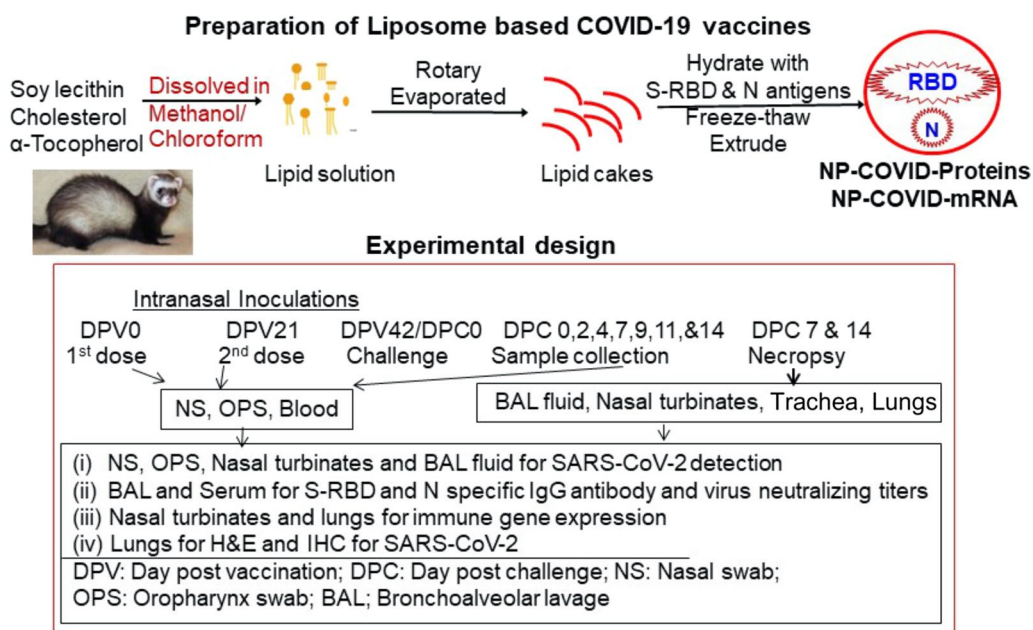 Preparation of Liposome based COVID-19 vaccines
Soy lecithin
Cholesterol
α-Tocopherol
Dissolved in
Methanol/
Chloroform
Lipid solution
Rotary
Evaporated
Lipid cakes
Hydrate with
S-RBD & N antigens
Freeze-thaw
Extrude
RBD
N
NP-COVID-Proteins
NP-COVID-mRNA
Experimental design
Intranasal Inoculations
DPV0 DPV21 DPV42/DPC0 DPC 0,2,4,7,9,11,&14 DPC 7 & 14
1st dose 2nd dose Challenge Sample collection Necropsy
NS, OPS, Blood
BAL fluid, Nasal turbinates, Trachea, Lungs
(i) NS, OPS, Nasal turbinates and BAL fluid for SARS-CoV-2 detection
(ii) BAL and Serum for S-RBD and N specific IgG antibody and virus neutralizing titers
(iii) Nasal turbinates and lungs for immune gene expression
(iv) Lungs for H&E and IHC for SARS-CoV-2
DPV: Day post vaccination; DPC: Day post challenge; NS: Nasal swab;
OPS: Oropharynx swab; BAL; Bronchoalveolar lavage